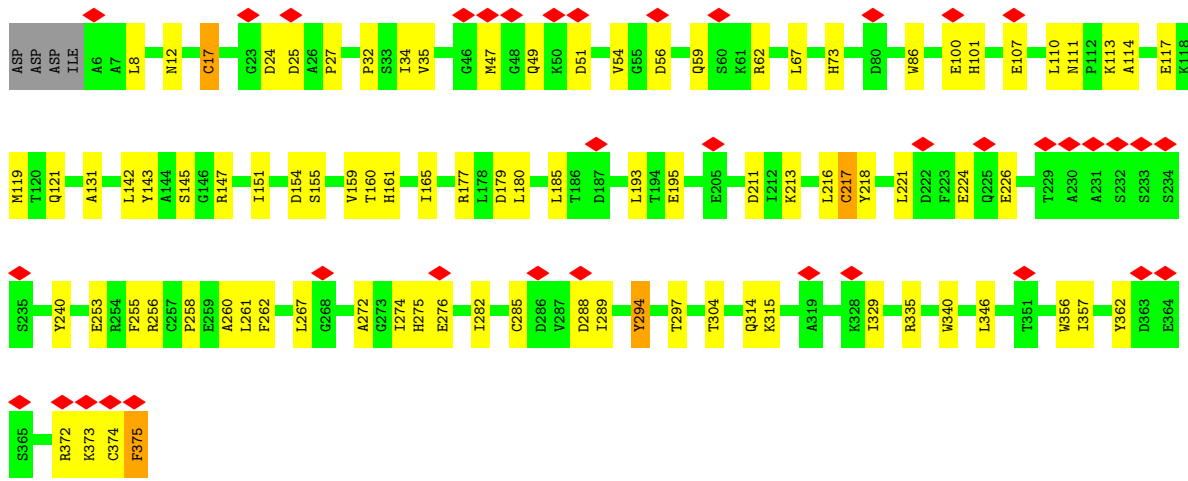 ASP ASP ASP ILE A6 A7 L8 N12 C17 G23 D24 D25 A26 P27 P32 S33 I34 V35 G46 M47 G48 Q49 K50 D51 V54 G55 D56 Q59 S60 K61 R62 L67 H73 D80 W86 E100 H101 E107 L110 N111 P112 K113 A114 E117 K118
M119 T120 Q121 A131 L142 Y143 A144 S145 G146 R147 I151 D154 S155 V159 T160 H161 I165 R177 L178 D179 L180 L185 T186 D187 L193 T194 E195 E205 D211 I212 K213 L216 C217 Y218 L221 D222 F223 E224 Q225 E226 T229 A230 A231 S232 S233 S234
S235 Y240 E253 R254 F255 R256 C257 P258 E259 A260 L261 F262 L267 G268 A272 G273 I274 H275 E276 I282 C285 D286 V287 D288 I289 Y294 T297 T304 Q314 K315 A319 K328 I329 R335 W340 L346 T351 W356 I357 Y362 D363 E364
S365 R372 K373 C374 F375